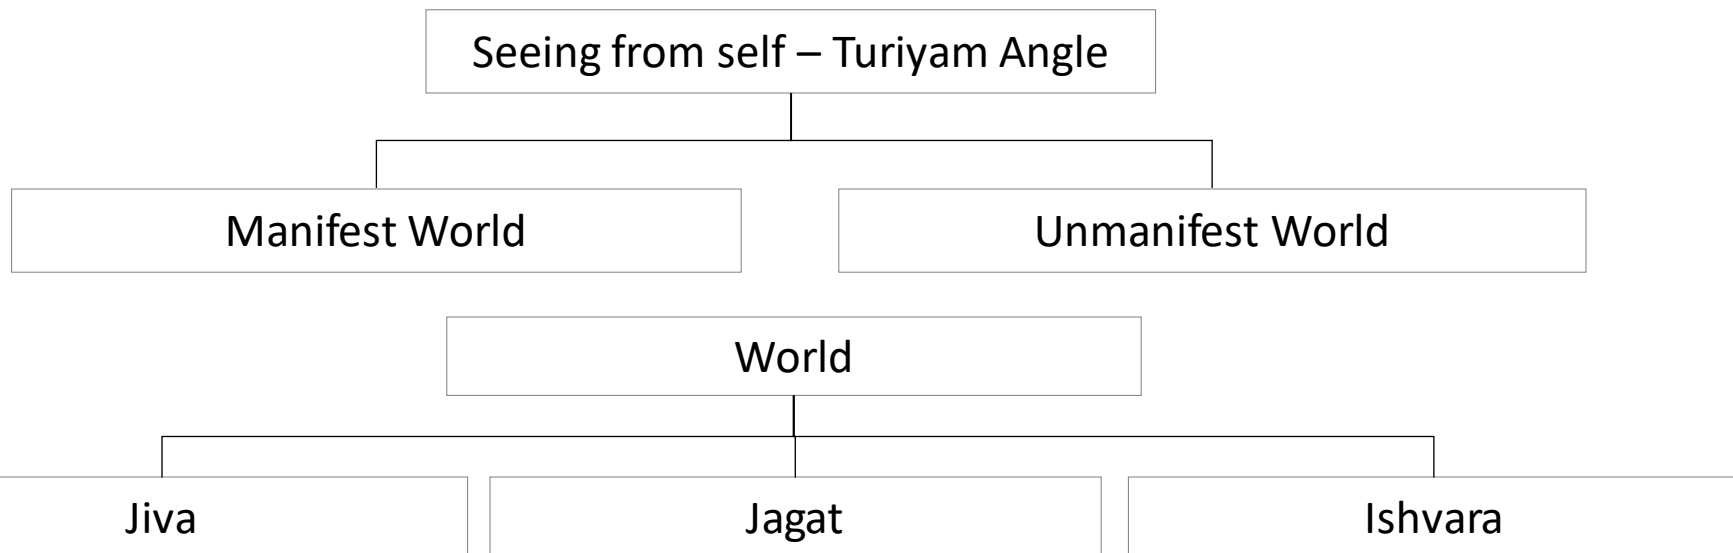 Seeing from self – Turiyam Angle
Manifest World
Unmanifest World
World
Jiva
Jagat
Ishvara